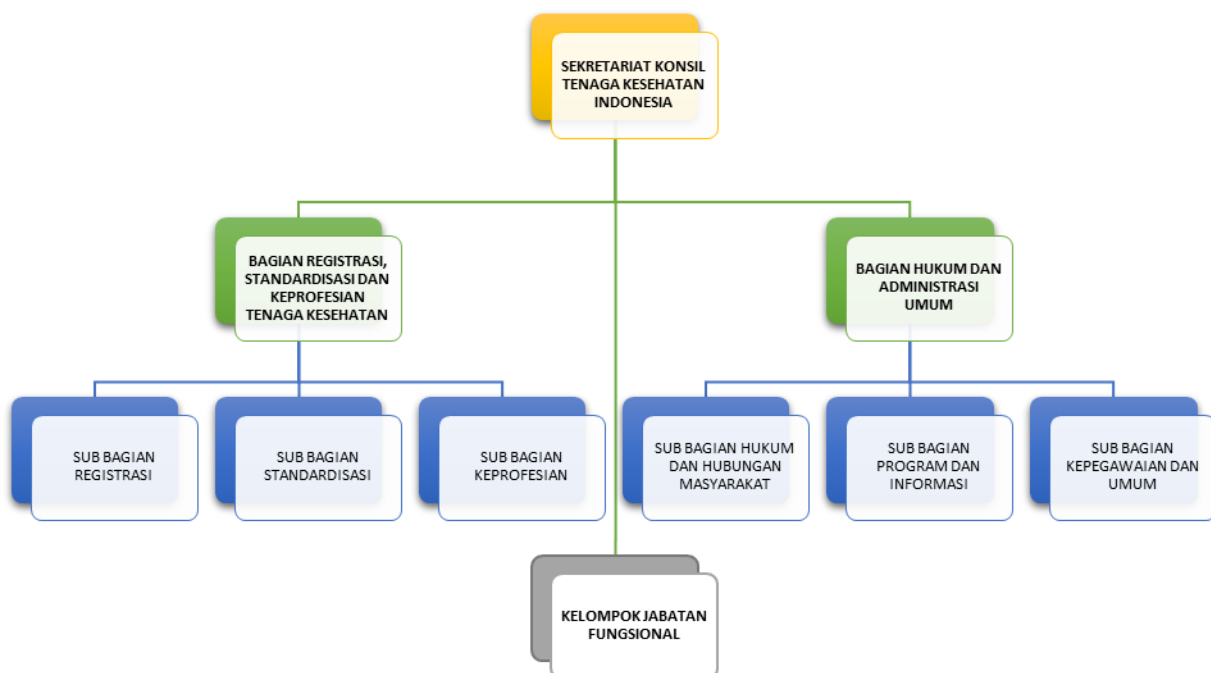 SEKRETARIAT KONSIL
TENAGA KESEHATAN
INDONESIA
BAGIAN REGISTRASI,
STANDARDISASI DAN
KEPROFESIAN
TENAGA KESEHATAN
BAGIAN HUKUM DAN
ADMINISTRASI
UMUM
SUB BAGIAN
REGISTRASI
SUB BAGIAN
STANDARDISASI
SUB BAGIAN
KEPROFESIAN
SUB BAGIAN HUKUM
DAN HUBUNGAN
MASYARAKAT
SUB BAGIAN
PROGRAM DAN
INFORMASI
SUB BAGIAN
KEPEGAWAIAN DAN
UMUM
KELOMPOK JABATAN
FUNGSIONAL